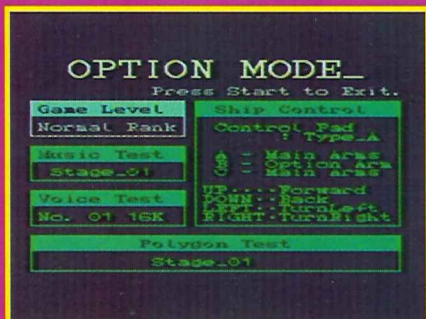 OPTION MODE_
Press Start to Exit.
Game Level
Normal Rank
Music Test
Stage_01
Voice Test
No. 01 16K
Ship Control
Control Pad
: Type_A
A - Main Arms
B - Option Arm
C - Main Arms
UP....Forward
DOWN..Back
LEFT..TurnLeft
RIGHT.TurnRight
Polygon Test
Stage_01